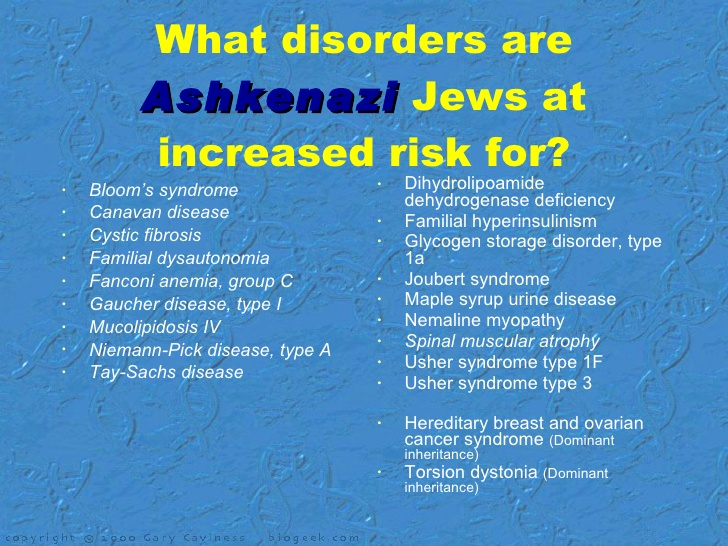 What disorders are
Ashkenazi Jews at
increased risk for?
• Bloom’s syndrome
• Canavan disease
• Cystic fibrosis
• Familial dysautonomia
• Fanconi anemia, group C
• Gaucher disease, type I
• Mucolipidosis IV
• Niemann-Pick disease, type A
• Tay-Sachs disease
• Dihydrolipoamide
dehydrogenase deficiency
• Familial hyperinsulinism
• Glycogen storage disorder, type
1a
• Joubert syndrome
• Maple syrup urine disease
• Nemaline myopathy
• Spinal muscular atrophy
• Usher syndrome type 1F
• Usher syndrome type 3
• Hereditary breast and ovarian
cancer syndrome (Dominant
inheritance)
• Torsion dystonia (Dominant
inheritance)
copyright © 2000 Gary Kaviness biogeek.com